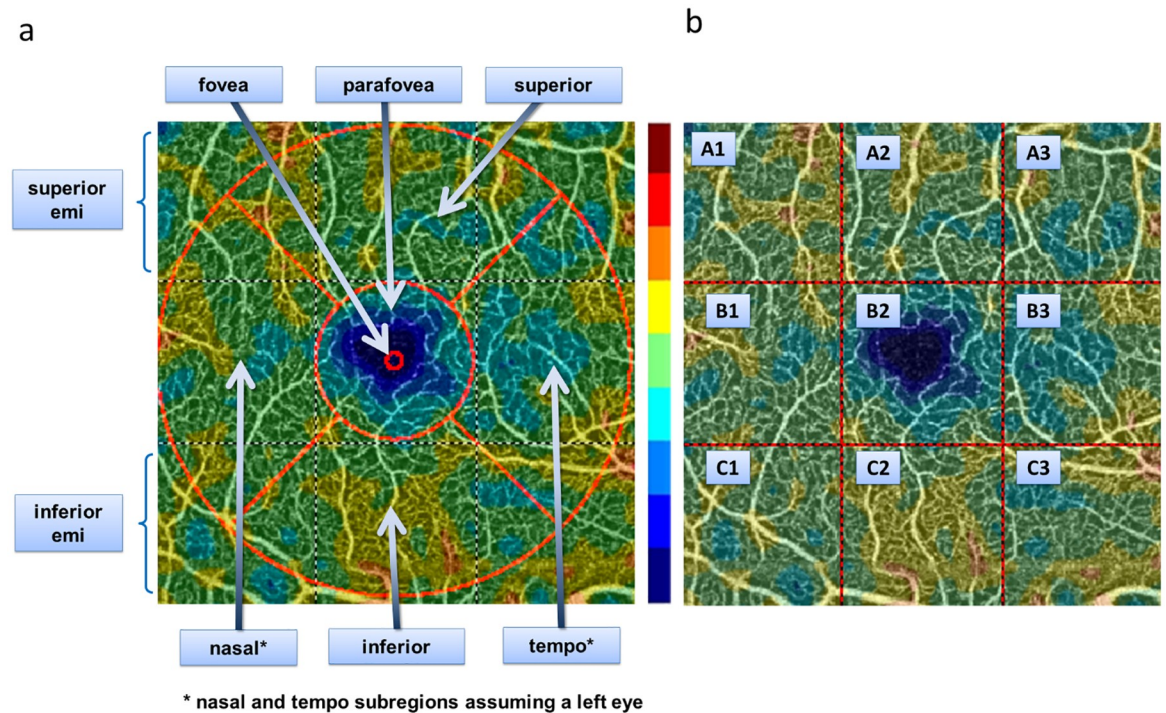 a
b
fovea
parafovea
superior
superior
emi
inferior
emi
A1
A2
A3
B1
B2
B3
C1
C2
C3
nasal*
inferior
tempo*
* nasal and tempo subregions assuming a left eye